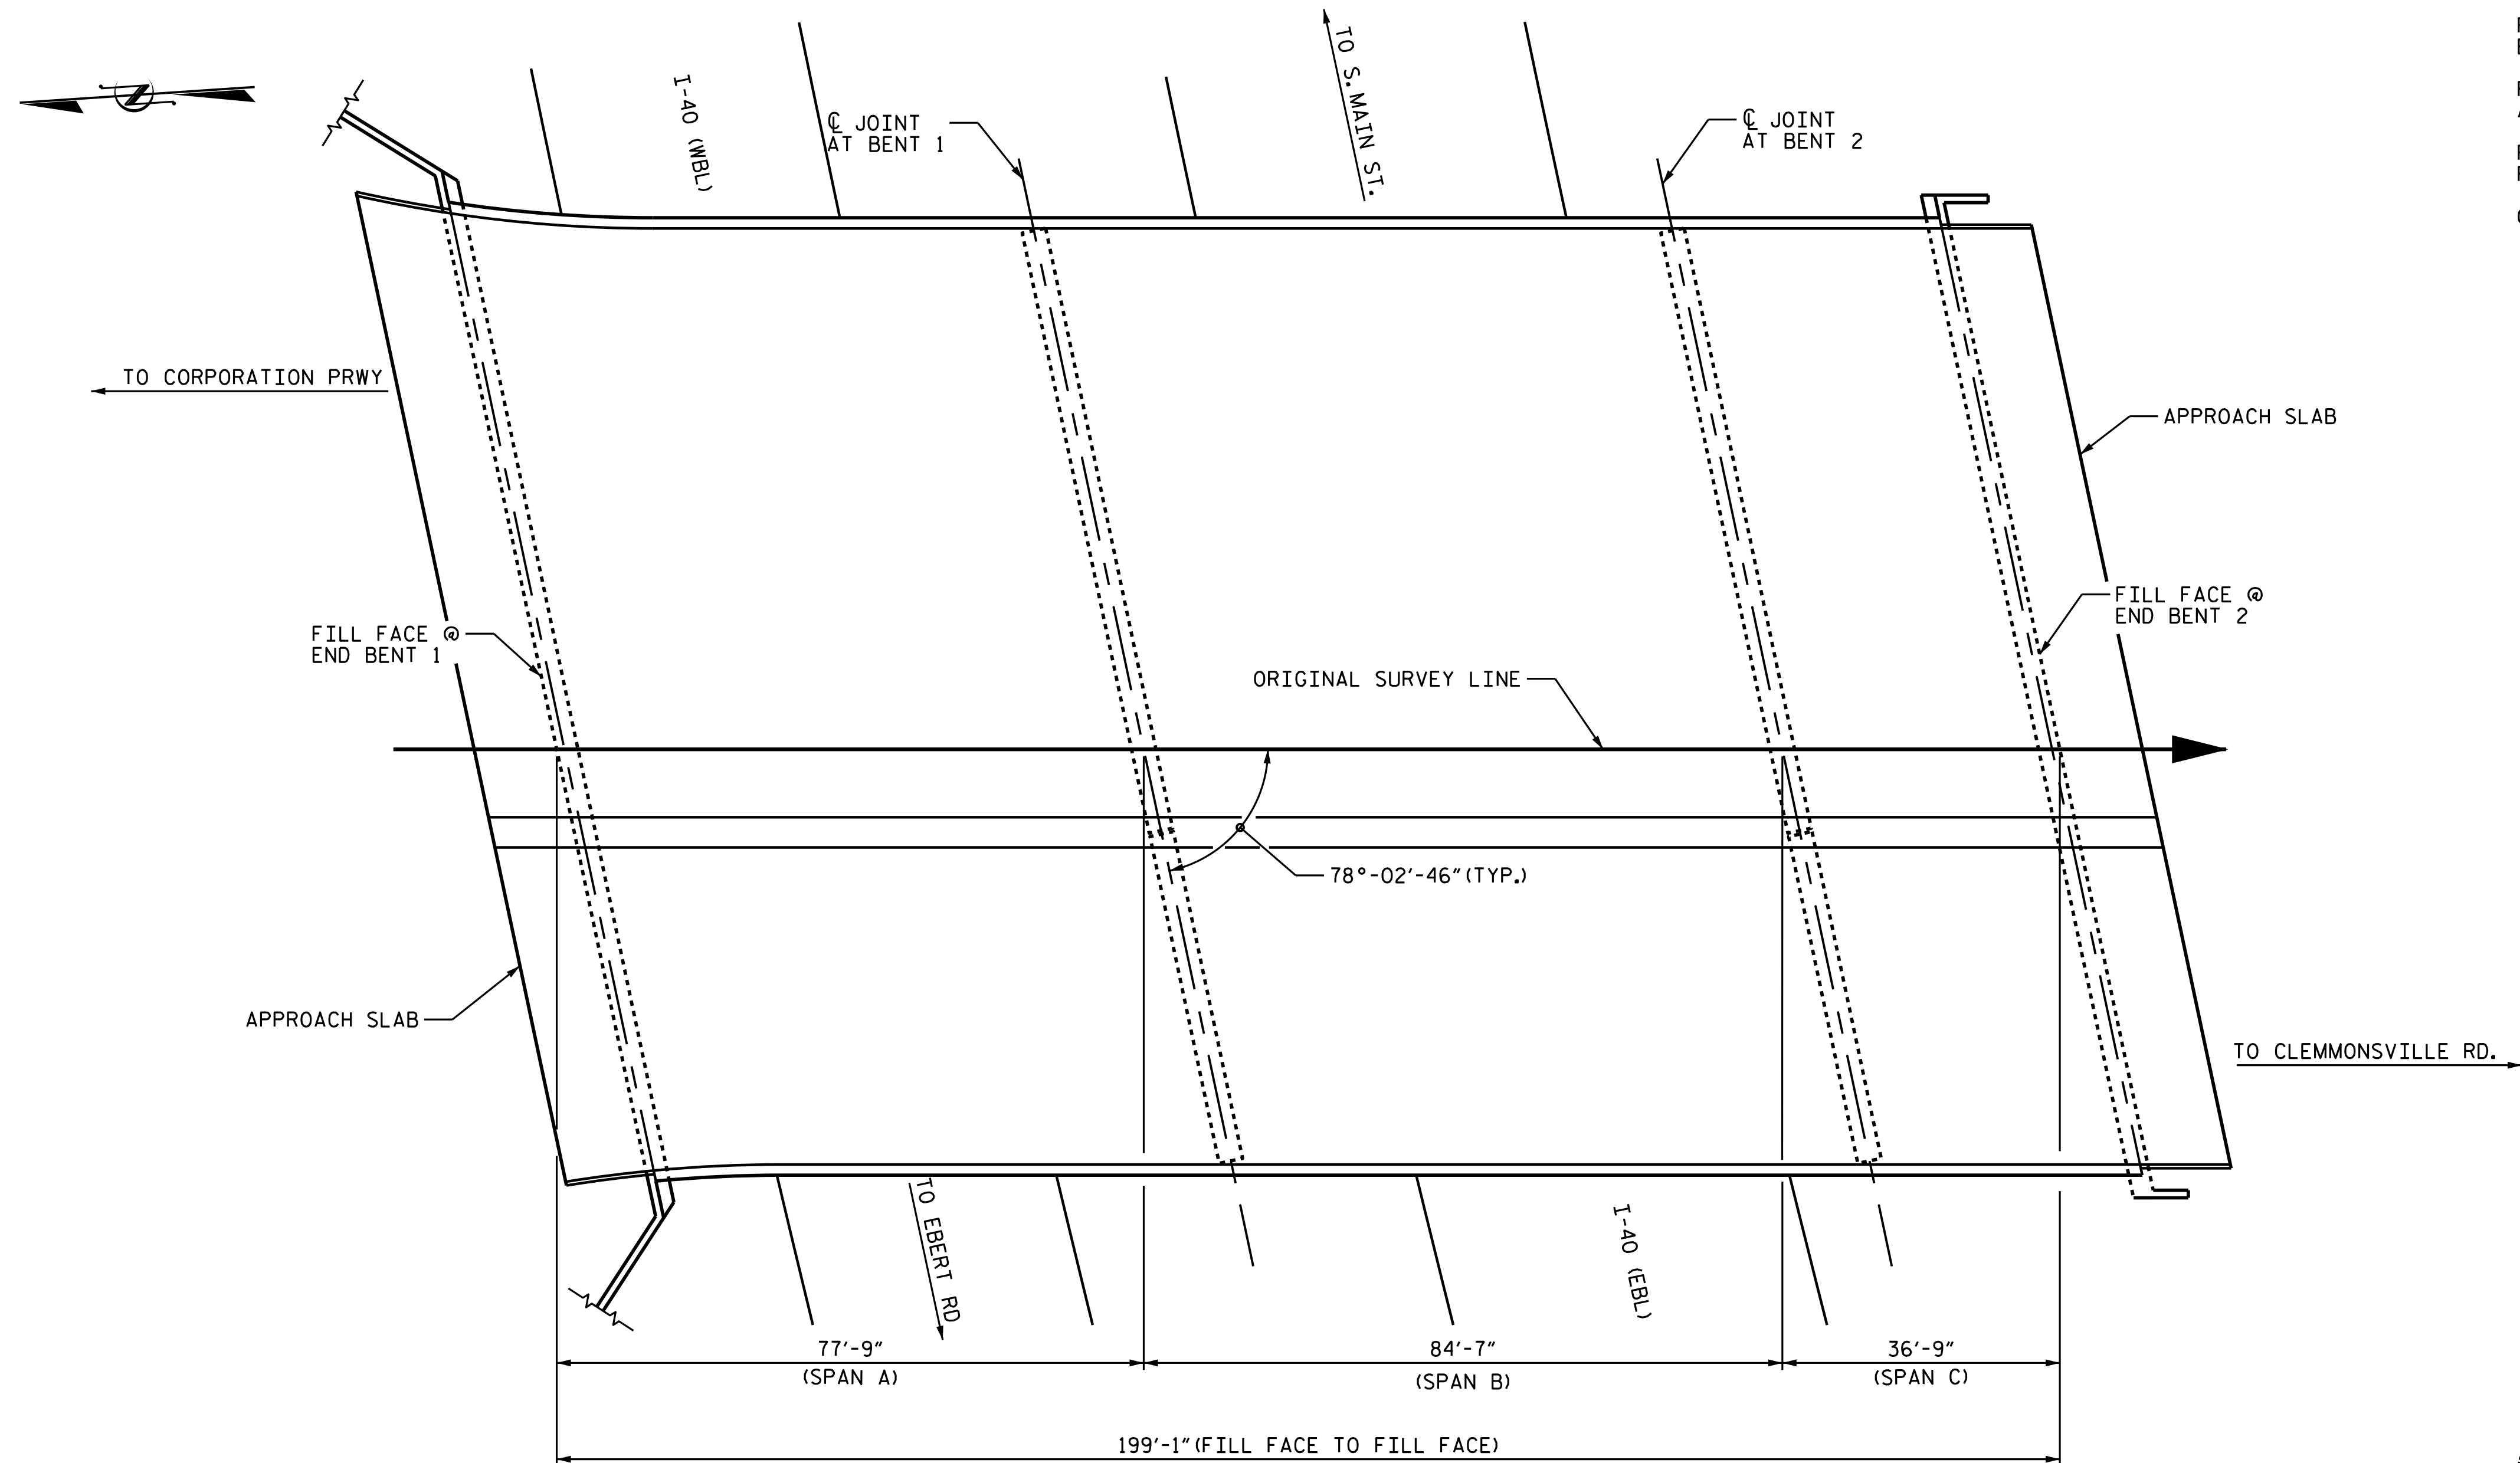 I-40 (WBL)
℄ JOINT
AT BENT 1
TO S. MAIN ST.
℄ JOINT
AT BENT 2
TO CORPORATION PRWY
APPROACH SLAB
FILL FACE @
END BENT 1
FILL FACE @
END BENT 2
ORIGINAL SURVEY LINE
78°-02'-46" (TYP.)
APPROACH SLAB
TO CLEMMONSVILLE RD.
TO EBERT RD
I-40 (EBL)
77'-9"
(SPAN A)
84'-7"
(SPAN B)
36'-9"
(SPAN C)
199'-1" (FILL FACE TO FILL FACE)